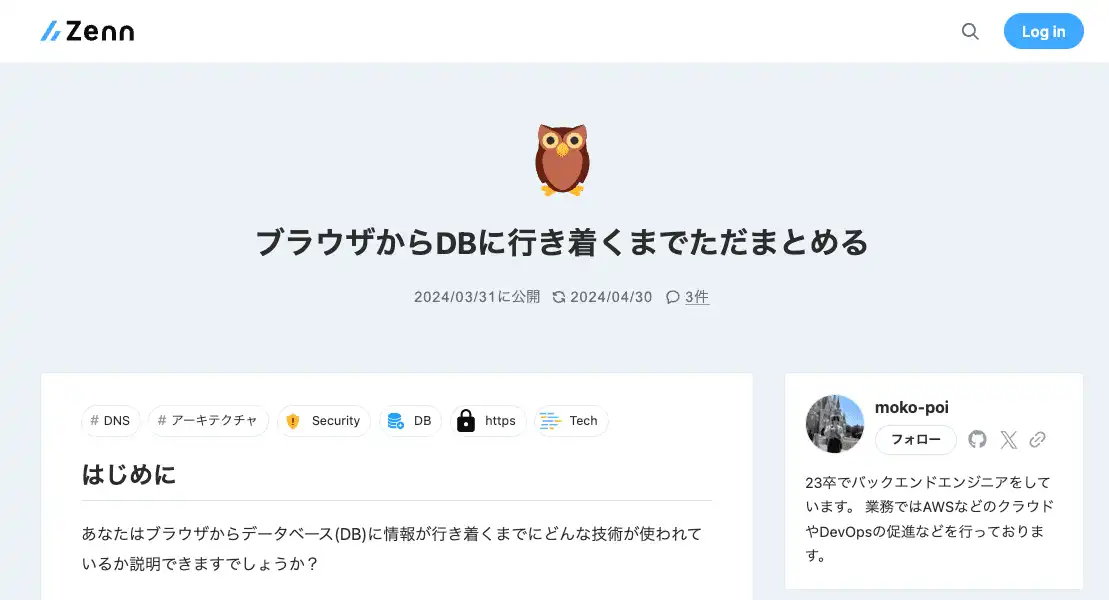 Zenn
Log in
ブラウザからDBに行き着くまでただまとめる
2024/03/31に公開 2024/04/30 3件
# DNS # アーキテクチャ Security DB https Tech
はじめに
あなたはブラウザからデータベース(DB)に情報が行き着くまでにどんな技術が使われて
いるか説明できますでしょうか？
moko-poi
フォロー
23卒でバックエンドエンジニアをして
います。 業務ではAWSなどのクラウド
やDevOpsの促進などを行っておりま
す。